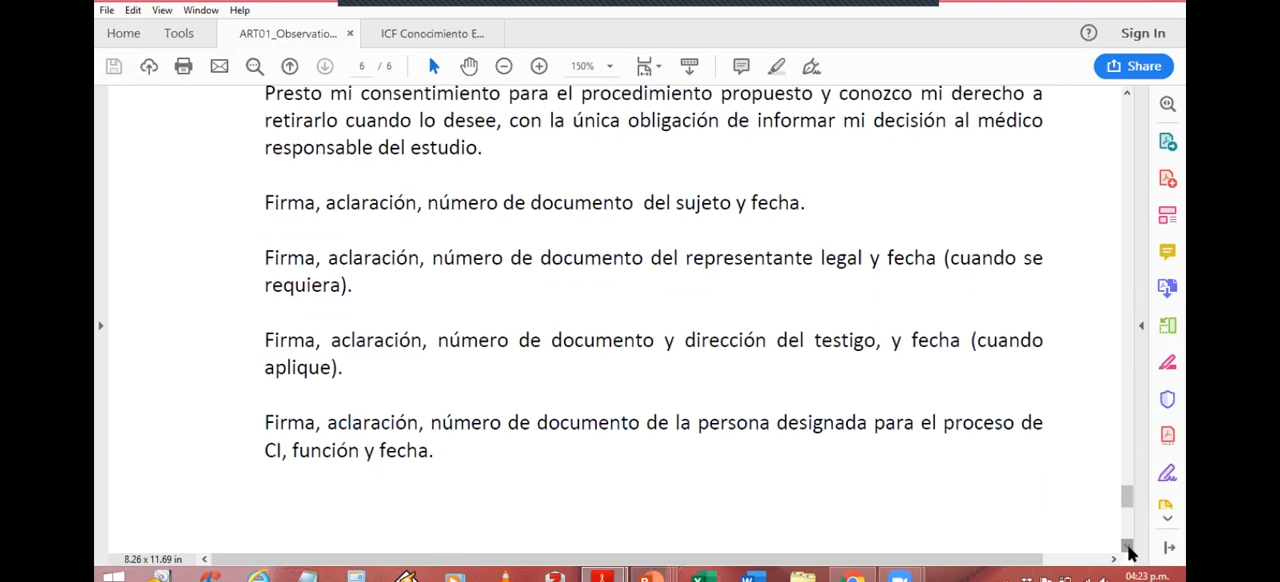 File Edit View Window Help
Home Tools ART01_Observatio... × ICF Conocimiento E... Sign In
6 / 6 150% Share
Presto mi consentimiento para el procedimiento propuesto y conozco mi derecho a
retirarlo cuando lo desee, con la única obligación de informar mi decisión al médico
responsable del estudio.
Firma, aclaración, número de documento del sujeto y fecha.
Firma, aclaración, número de documento del representante legal y fecha (cuando se
requiera).
Firma, aclaración, número de documento y dirección del testigo, y fecha (cuando
aplique).
Firma, aclaración, número de documento de la persona designada para el proceso de
CI, función y fecha.
8.26 x 11.69 in
04:23 p.m.